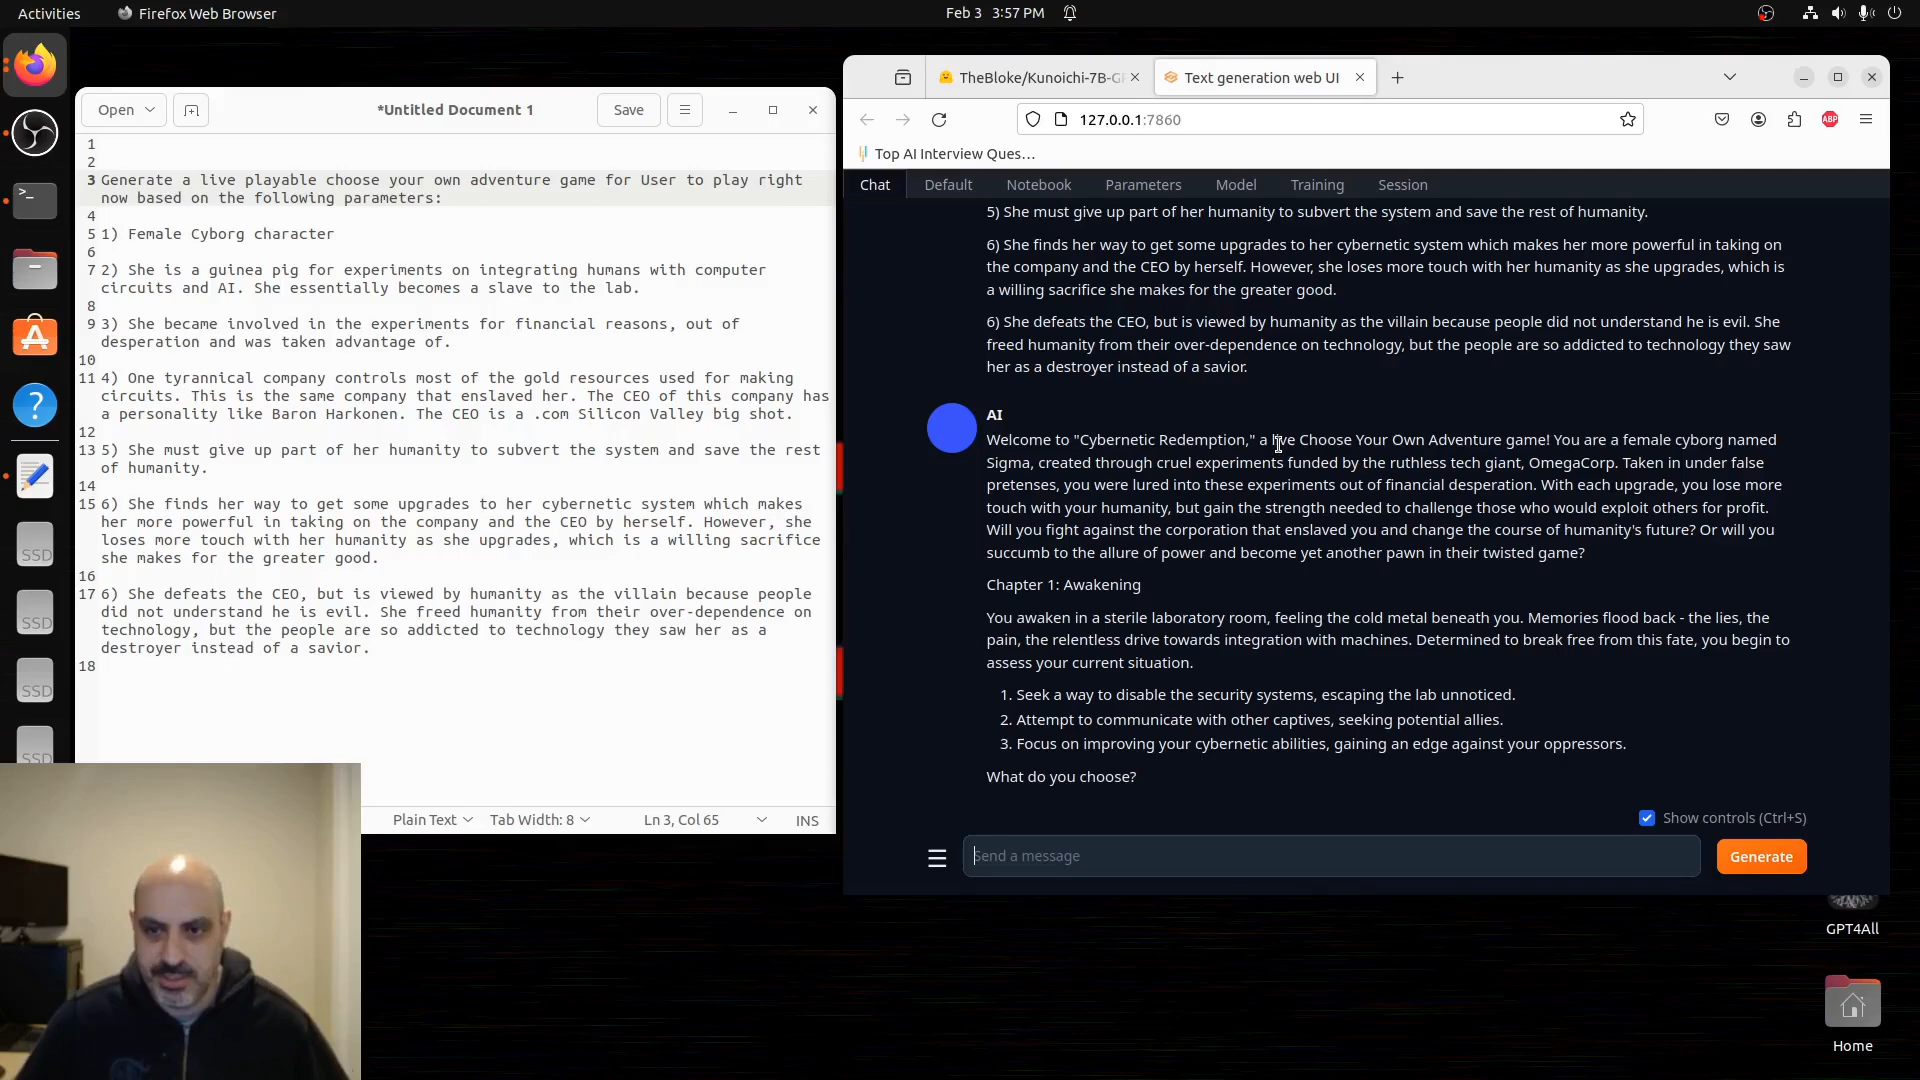 Activities
Firefox Web Browser
Feb 3 3:57 PM
Open
*Untitled Document 1
Save
1
2
3 Generate a live playable choose your own adventure game for User to play right
now based on the following parameters:
4
5 1) Female Cyborg character
6
7 2) She is a guinea pig for experiments on integrating humans with computer
circuits and AI. She essentially becomes a slave to the lab.
8
9 3) She became involved in the experiments for financial reasons, out of
desperation and was taken advantage of.
10
11 4) One tyrannical company controls most of the gold resources used for making
circuits. This is the same company that enslaved her. The CEO of this company has
a personality like Baron Harkonen. The CEO is a .com Silicon Valley big shot.
12
13 5) She must give up part of her humanity to subvert the system and save the rest
of humanity.
14
15 6) She finds her way to get some upgrades to her cybernetic system which makes
her more powerful in taking on the company and the CEO by herself. However, she
loses more touch with her humanity as she upgrades, which is a willing sacrifice
she makes for the greater good.
16
17 6) She defeats the CEO, but is viewed by humanity as the villain because people
did not understand he is evil. She freed humanity from their over-dependence on
technology, but the people are so addicted to technology they saw her as a
destroyer instead of a savior.
18
Plain Text
Tab Width: 8
Ln 3, Col 65
INS
SSD
SSD
SSD
SSD
TheBloke/Kunoichi-7B-GP
Text generation web UI
127.0.0.1:7860
ABP
Top AI Interview Ques…
Chat
Default
Notebook
Parameters
Model
Training
Session
5) She must give up part of her humanity to subvert the system and save the rest of humanity.
6) She finds her way to get some upgrades to her cybernetic system which makes her more powerful in taking on
the company and the CEO by herself. However, she loses more touch with her humanity as she upgrades, which is
a willing sacrifice she makes for the greater good.
6) She defeats the CEO, but is viewed by humanity as the villain because people did not understand he is evil. She
freed humanity from their over-dependence on technology, but the people are so addicted to technology they saw
her as a destroyer instead of a savior.
AI
Welcome to "Cybernetic Redemption," a live Choose Your Own Adventure game! You are a female cyborg named
Sigma, created through cruel experiments funded by the ruthless tech giant, OmegaCorp. Taken in under false
pretenses, you were lured into these experiments out of financial desperation. With each upgrade, you lose more
touch with your humanity, but gain the strength needed to challenge those who would exploit others for profit.
Will you fight against the corporation that enslaved you and change the course of humanity's future? Or will you
succumb to the allure of power and become yet another pawn in their twisted game?
Chapter 1: Awakening
You awaken in a sterile laboratory room, feeling the cold metal beneath you. Memories flood back - the lies, the
pain, the relentless drive towards integration with machines. Determined to break free from this fate, you begin to
assess your current situation.
1. Seek a way to disable the security systems, escaping the lab unnoticed.
2. Attempt to communicate with other captives, seeking potential allies.
3. Focus on improving your cybernetic abilities, gaining an edge against your oppressors.
What do you choose?
Show controls (Ctrl+S)
Send a message
Generate
GPT4All
Home